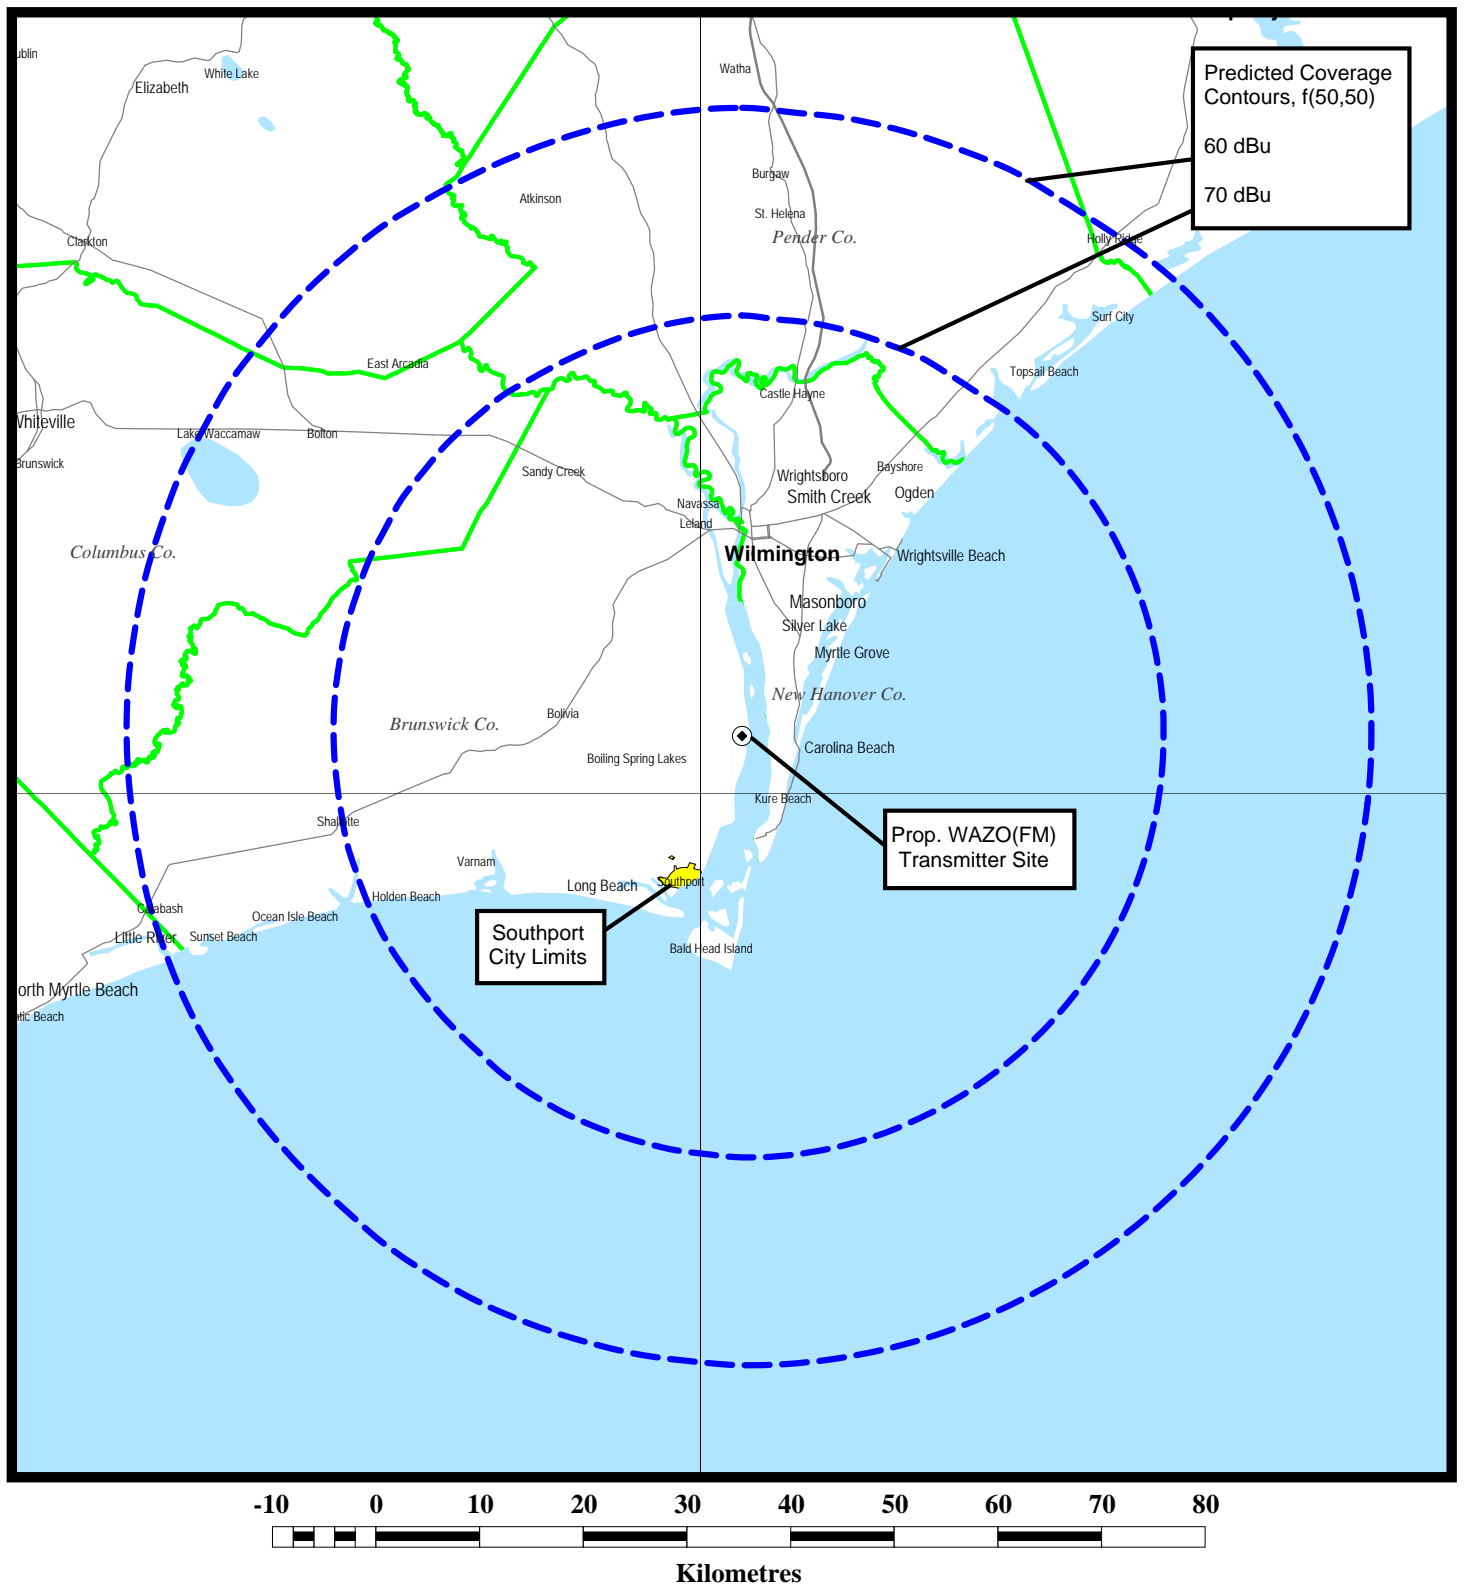 Watha
White Lake
Elizabeth
Predicted Coverage
Contours, f(50,50)
60 dBu
70 dBu
Burgaw
Atkinson
St. Helena
Pender Co.
Clarkton
Holly Ridge
Surf City
East Arcadia
Topsail Beach
Castle Hayne
Whiteville
Lake Waccamaw
Bolton
Brunswick
Sandy Creek
Bayshore
Wrightsboro
Smith Creek
Ogden
Navassa
Leland
Columbus Co.
Wilmington
Wrightsville Beach
Masonboro
Silver Lake
Myrtle Grove
New Hanover Co.
Bolivia
Brunswick Co.
Carolina Beach
Boiling Spring Lakes
Kure Beach
Shallotte
Prop. WAZO(FM)
Transmitter Site
Varnam
Long Beach
Southport
Holden Beach
Calabash
Ocean Isle Beach
Little River
Sunset Beach
Southport
City Limits
Bald Head Island
orth Myrtle Beach
tic Beach
-10 0 10 20 30 40 50 60 70 80
Kilometres